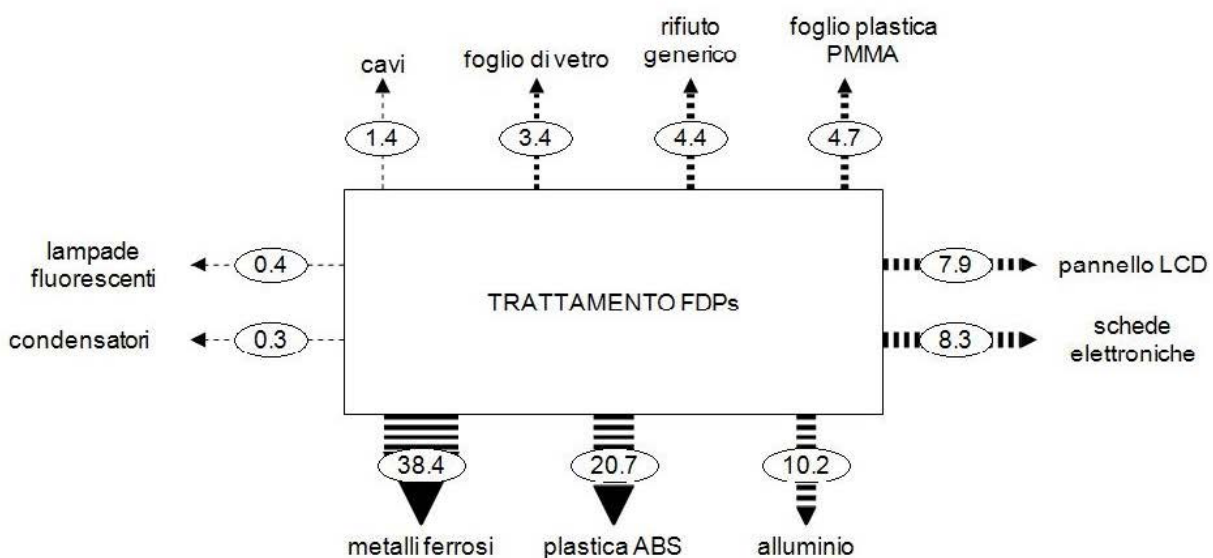 cavi
foglio di vetro
rifiuto
generico
foglio plastica
PMMA
1.4
3.4
4.4
4.7
lampade
fluorescenti
0.4
7.9
pannello LCD
TRATTAMENTO FDPs
condensatori
0.3
8.3
schede
elettroniche
38.4
20.7
10.2
metalli ferrosi
plastica ABS
alluminio